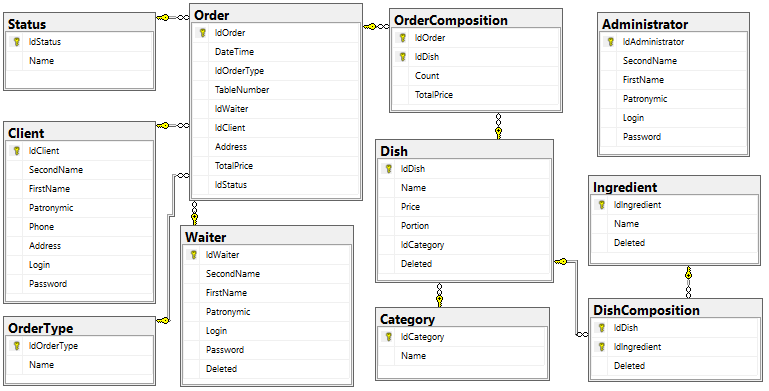 Status
IdStatus
Name
Client
IdClient
SecondName
FirstName
Patronymic
Phone
Address
Login
Password
OrderType
IdOrderType
Name
Order
IdOrder
DateTime
IdOrderType
TableNumber
IdWaiter
IdClient
Address
TotalPrice
IdStatus
Waiter
IdWaiter
SecondName
FirstName
Patronymic
Login
Password
Deleted
OrderComposition
IdOrder
IdDish
Count
TotalPrice
Dish
IdDish
Name
Price
Portion
IdCategory
Deleted
Category
IdCategory
Name
Administrator
IdAdministrator
SecondName
FirstName
Patronymic
Login
Password
Ingredient
IdIngredient
Name
Deleted
DishComposition
IdDish
IdIngredient
Deleted